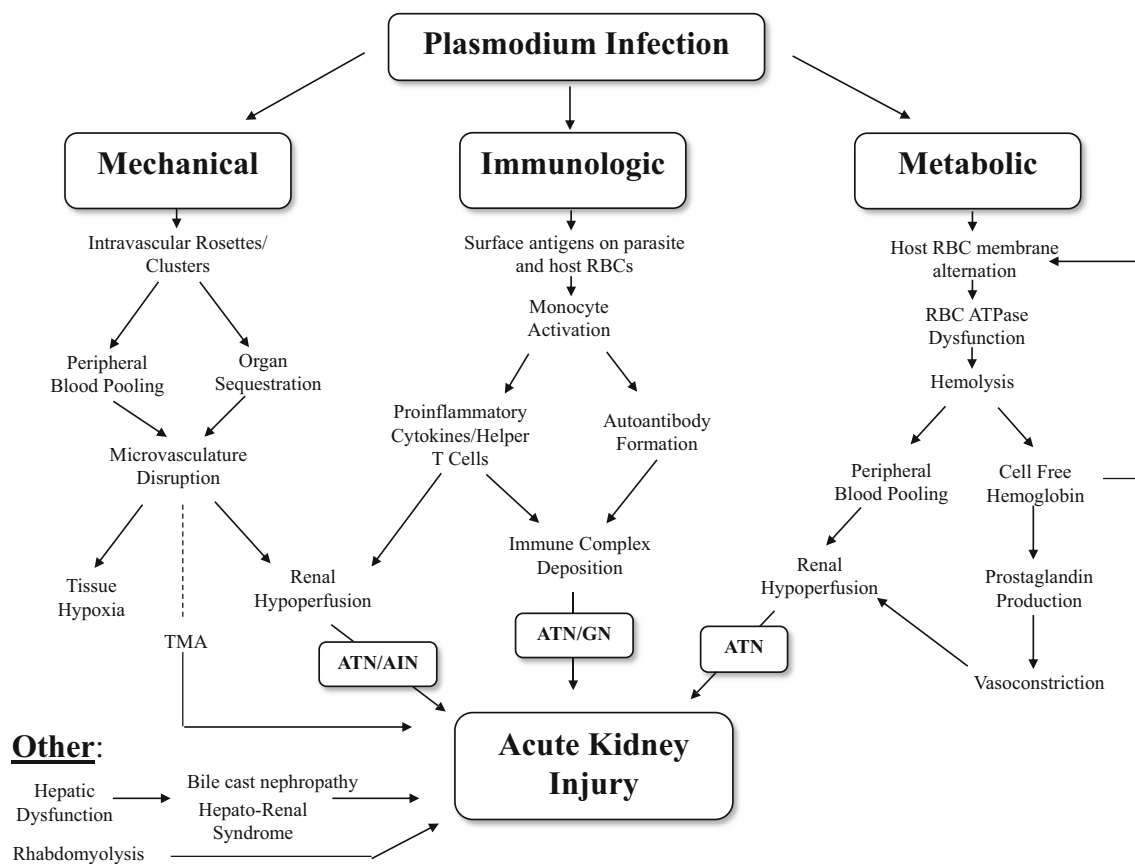 Plasmodium Infection
Mechanical
Immunologic
Metabolic
Intravascular Rosettes/
Clusters
Surface antigens on parasite
and host RBCs
Host RBC membrane
alternation
Monocyte
Activation
RBC ATPase
Dysfunction
Peripheral
Blood Pooling
Organ
Sequestration
Hemolysis
Proinflammatory
Cytokines/Helper
T Cells
Autoantibody
Formation
Microvasculature
Disruption
Peripheral
Blood Pooling
Cell Free
Hemoglobin
Immune Complex
Deposition
Tissue
Hypoxia
Renal
Hypoperfusion
Renal
Hypoperfusion
Prostaglandin
Production
TMA
ATN/AIN
ATN/GN
ATN
Vasoconstriction
Acute Kidney
Injury
Other:
Hepatic
Dysfunction
Bile cast nephropathy
Hepato-Renal
Syndrome
Rhabdomyolysis